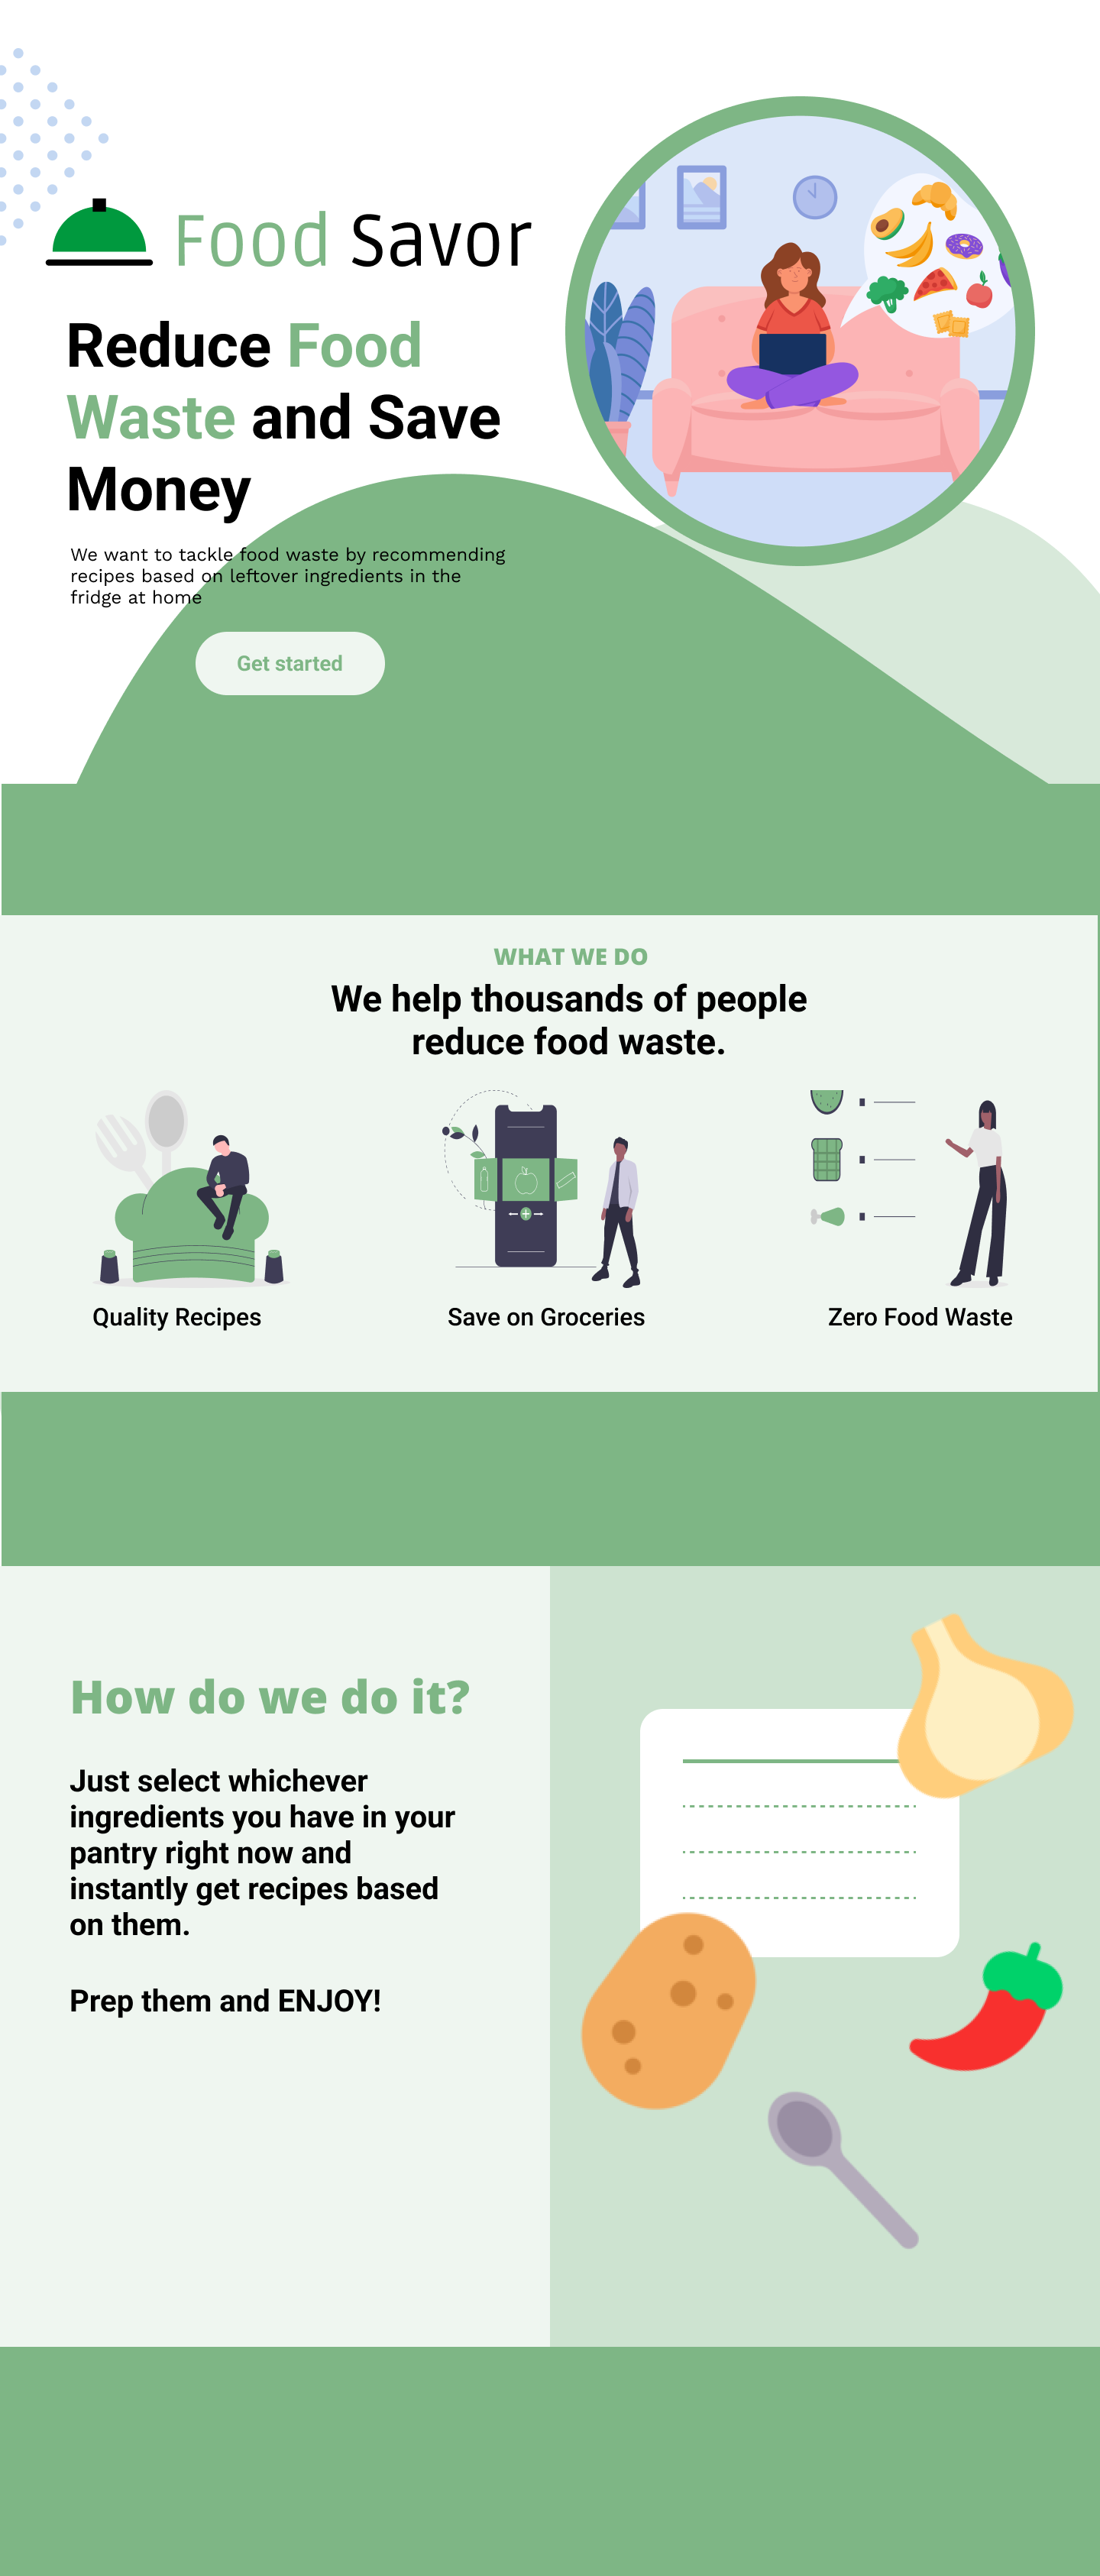 Food Savor
Reduce Food
Waste and Save
Money
We want to tackle food waste by recommending
recipes based on leftover ingredients in the
fridge at home
Get started
WHAT WE DO
We help thousands of people
reduce food waste.
Quality Recipes
Save on Groceries
Zero Food Waste
How do we do it?
Just select whichever
ingredients you have in your
pantry right now and
instantly get recipes based
on them.
Prep them and ENJOY!